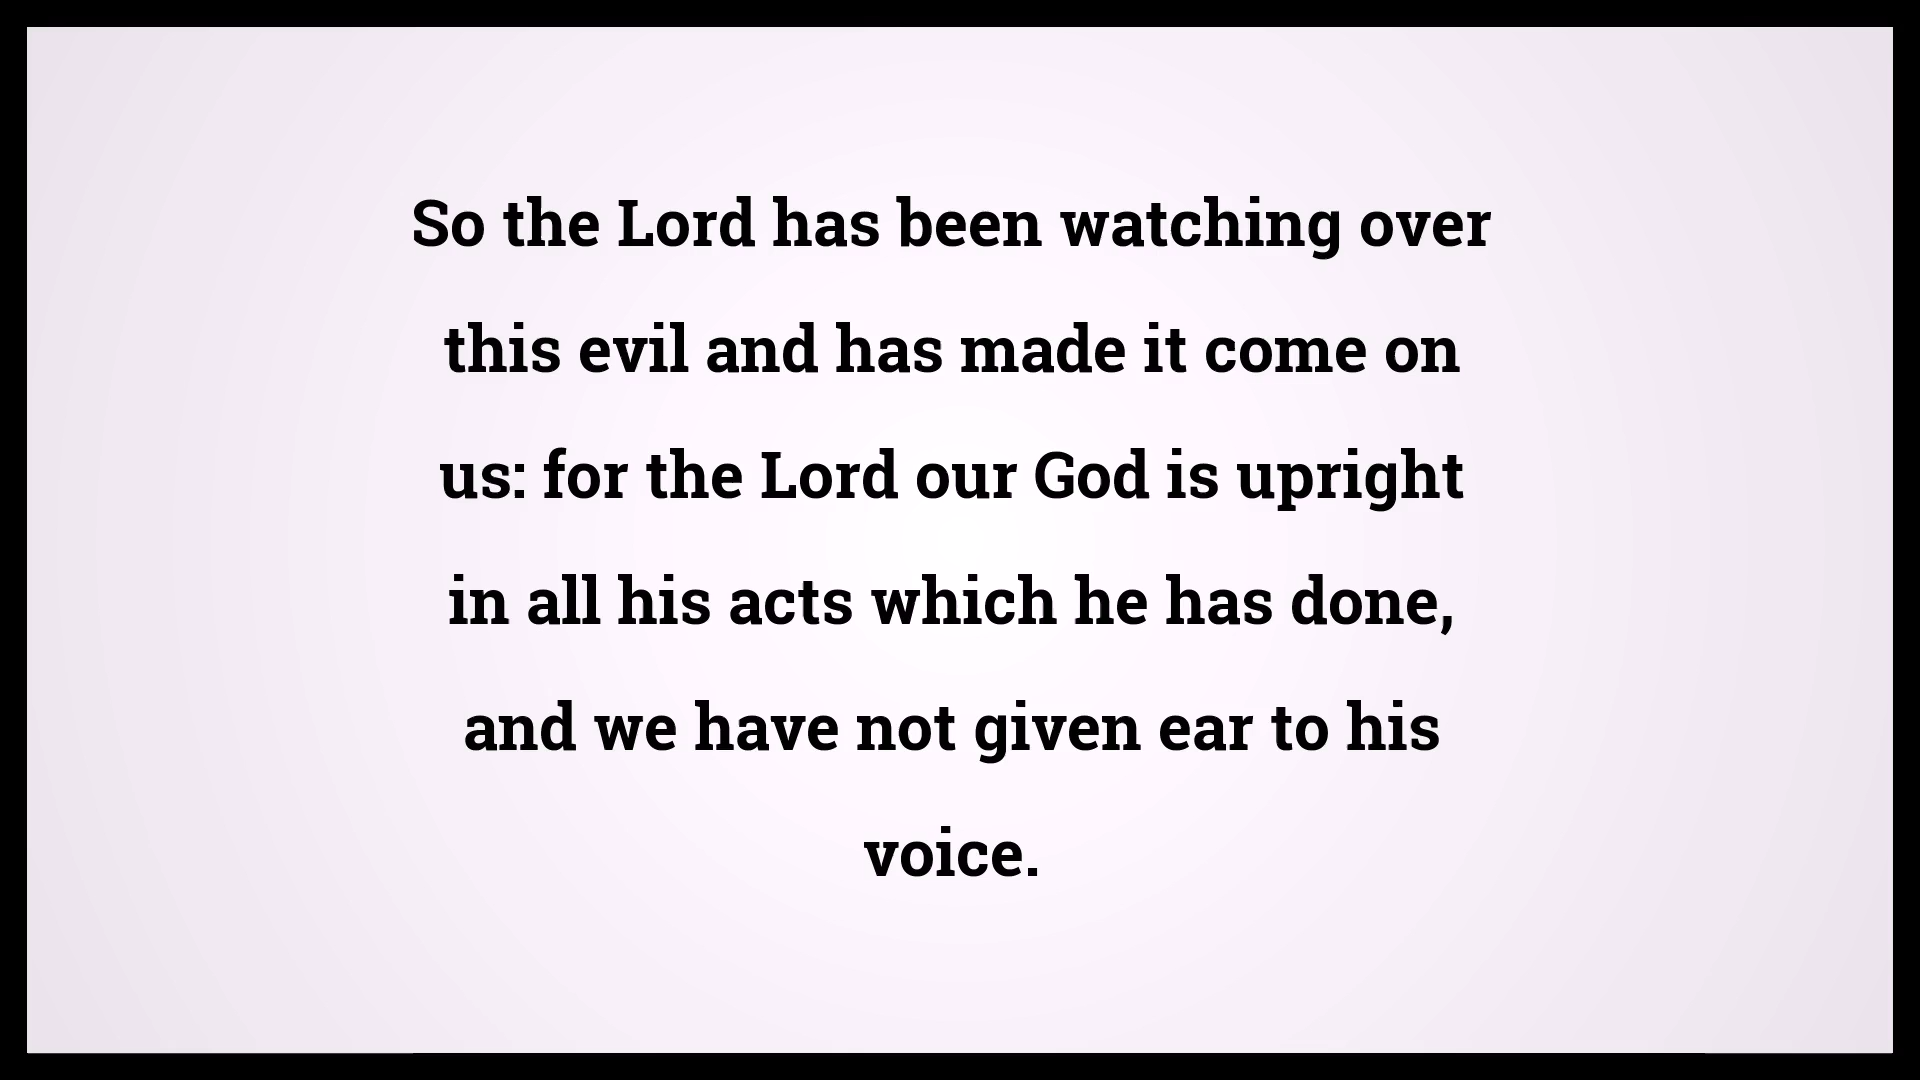 So the Lord has been watching over
this evil and has made it come on
us: for the Lord our God is upright
in all his acts which he has done,
and we have not given ear to his
voice.